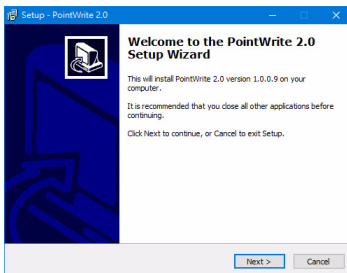 Setup - PointWrite 2.0
Welcome to the PointWrite 2.0
Setup Wizard
This will install PointWrite 2.0 version 1.0.0.9 on your
computer.
It is recommended that you close all other applications before
continuing.
Click Next to continue, or Cancel to exit Setup.
Next >
Cancel